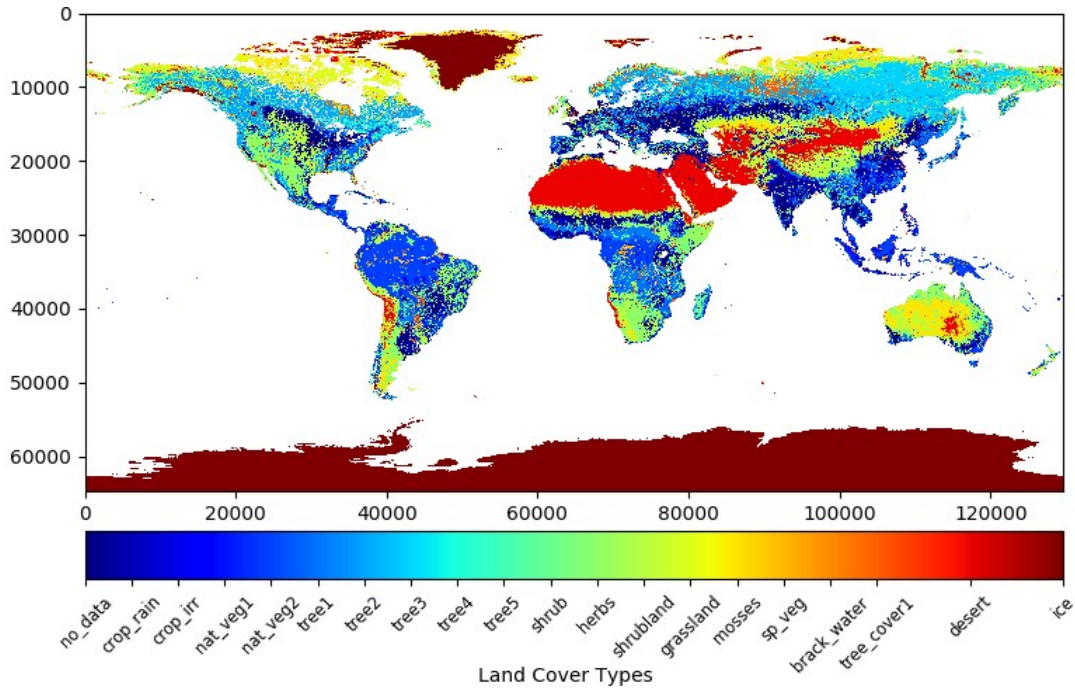 0
10000
20000
30000
40000
50000
60000
0 20000 40000 60000 80000 100000 120000
no_data crop_rain crop_irr nat_veg1 nat_veg2 tree1 tree2 tree3 tree4 tree5 shrub herbs shrubland grassland mosses sp_veg brack_water tree_cover1 desert ice
Land Cover Types